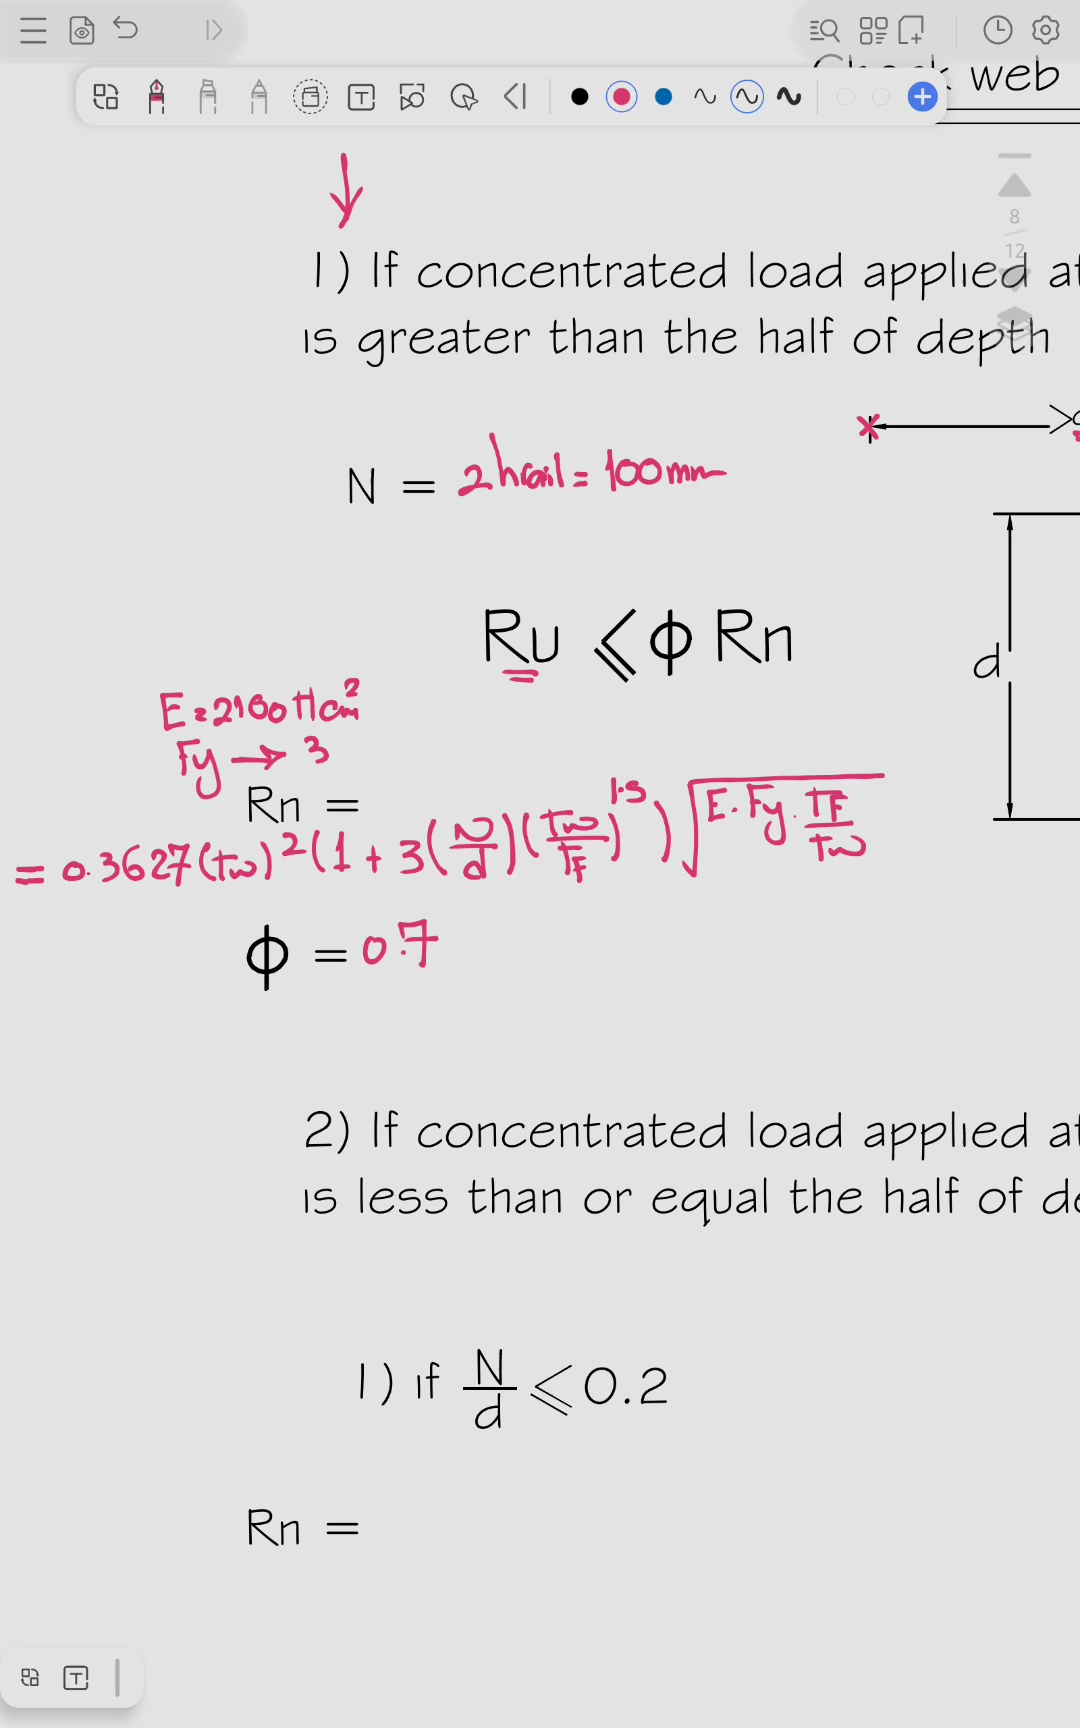 Check web
8
12
1) If concentrated load applied at
is greater than the half of depth
N = 2hrail = 100mm
>
d
Ru ⩽ ϕ Rn
E = 2100 t/cm²
Fy → 3
Rn =
= 0.3627(tw)²(1 + 3(N/d)(tw/TF)^1.5) √(E.Fy.TF/tw)
ϕ = 0.7
2) If concentrated load applied at
is less than or equal the half of de
1) if N/d ⩽ 0.2
Rn =